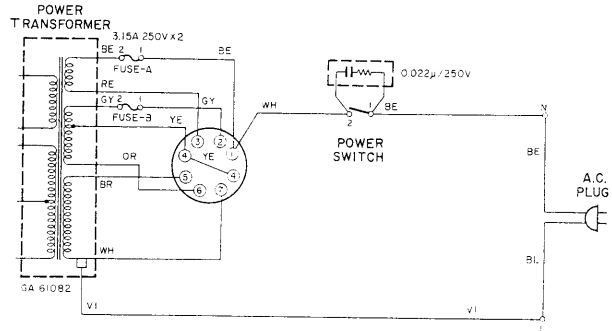 POWER
TRANSFORMER
3.15A 250V X 2
BE 2 1 BE
FUSE-A
RE
GY 2 1 GY
FUSE-B
YE
0.022μ/250V
WH
1 BE
2
N
POWER
SWITCH
3 2 1
4 YE
5 4
6 7
OR
BR
BE
A.C.
PLUG
WH
BL
GA 61082
VI
VI
L